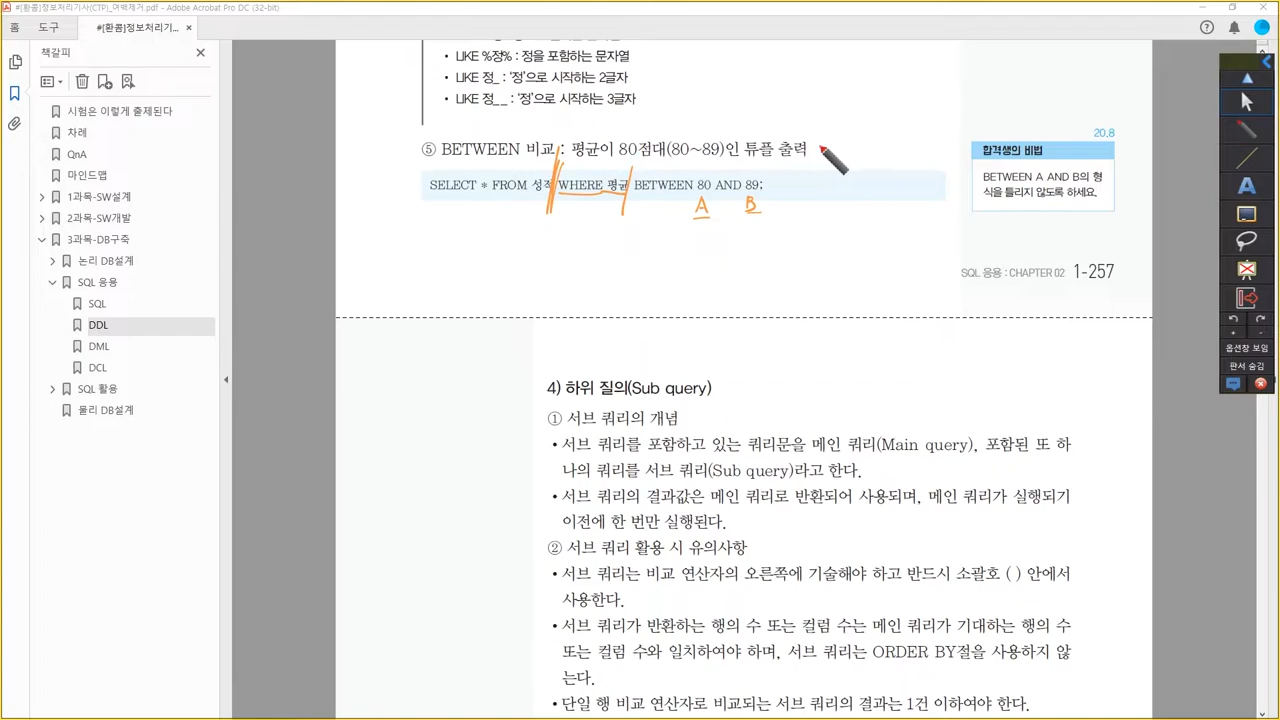 #[환콤]정보처리기사(CTP)_여백제거.pdf - Adobe Acrobat Pro DC (32-bit)
홈 도구 #[환콤]정보처리기... ×
책갈피
시험은 이렇게 출제된다
차례
QnA
마인드맵
1과목-SW설계
2과목-SW개발
3과목-DB구축
논리 DB설계
SQL 응용
SQL
DDL
DML
DCL
SQL 활용
물리 DB설계
• LIKE %정% : 정을 포함하는 문자열
• LIKE 정_ : '정'으로 시작하는 2글자
• LIKE 정_ _ : '정'으로 시작하는 3글자
⑤ BETWEEN 비교 : 평균이 80점대(80~89)인 튜플 출력
SELECT * FROM 성적 WHERE 평균 BETWEEN 80 AND 89;
A B
20.8
합격생의 비법
BETWEEN A AND B의 형
식을 틀리지 않도록 하세요.
SQL 응용 : CHAPTER 02 1-257
4) 하위 질의(Sub query)
① 서브 쿼리의 개념
• 서브 쿼리를 포함하고 있는 쿼리문을 메인 쿼리(Main query), 포함된 또 하
나의 쿼리를 서브 쿼리(Sub query)라고 한다.
• 서브 쿼리의 결과값은 메인 쿼리로 반환되어 사용되며, 메인 쿼리가 실행되기
이전에 한 번만 실행된다.
② 서브 쿼리 활용 시 유의사항
• 서브 쿼리는 비교 연산자의 오른쪽에 기술해야 하고 반드시 소괄호 ( ) 안에서
사용한다.
• 서브 쿼리가 반환하는 행의 수 또는 컬럼 수는 메인 쿼리가 기대하는 행의 수
또는 컬럼 수와 일치하여야 하며, 서브 쿼리는 ORDER BY절을 사용하지 않
는다.
• 단일 행 비교 연산자로 비교되는 서브 쿼리의 결과는 1건 이하여야 한다.
A
옵션창 보임
판서 숨김